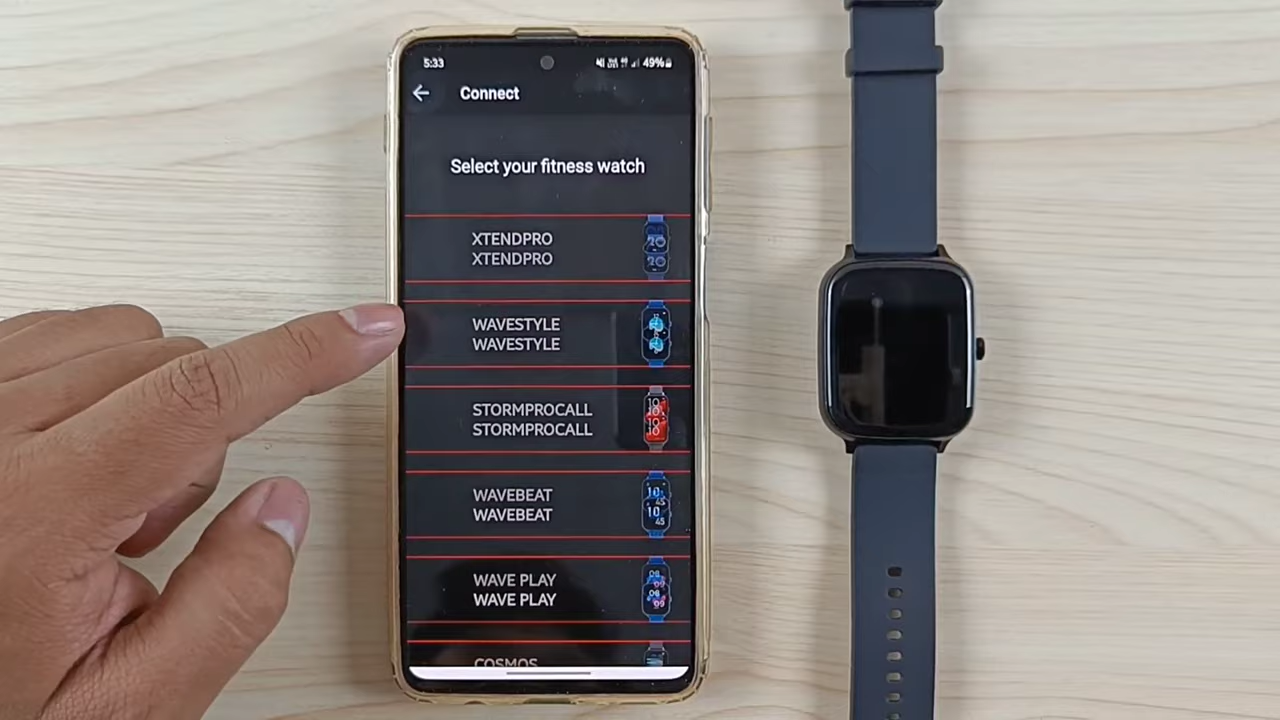 5:33
49%
Connect
Select your fitness watch
XTENDPRO
XTENDPRO
WAVESTYLE
WAVESTYLE
STORMPROCALL
STORMPROCALL
WAVEBEAT
WAVEBEAT
WAVE PLAY
WAVE PLAY
COSMOS